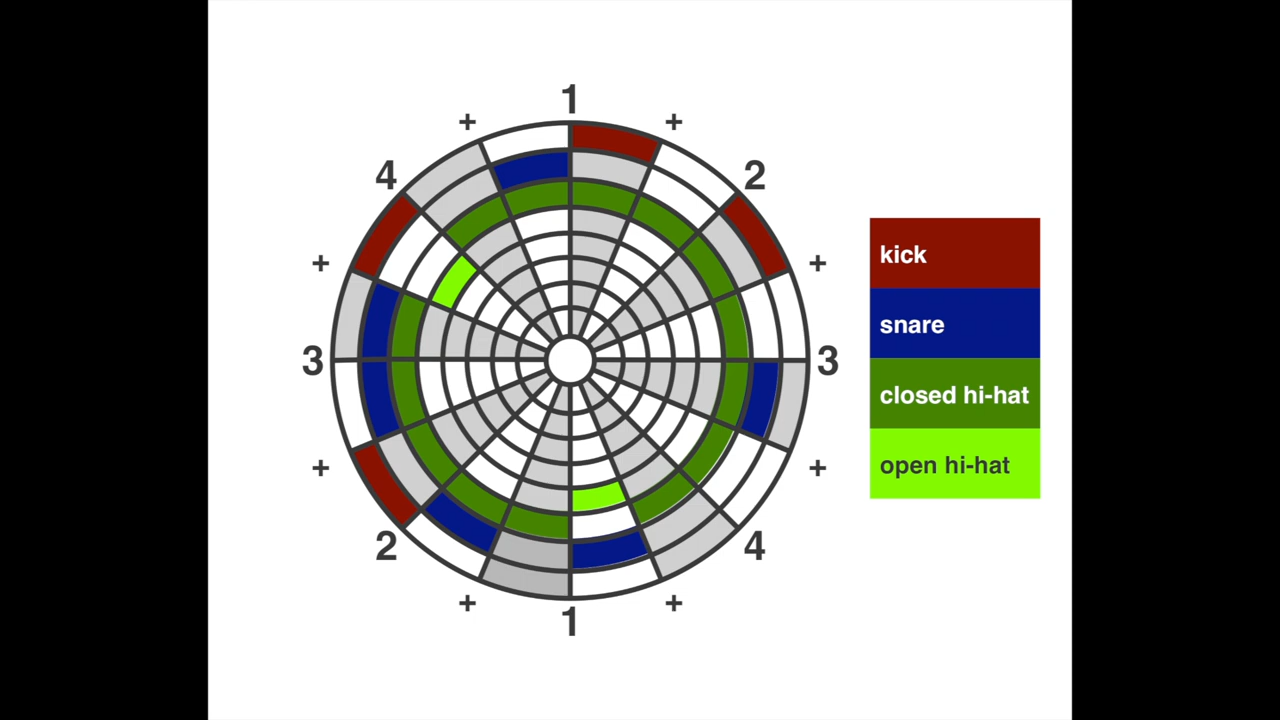 1
+ +
4 2
+ +
3 3
+ +
2 4
+ +
1
kick
snare
closed hi-hat
open hi-hat